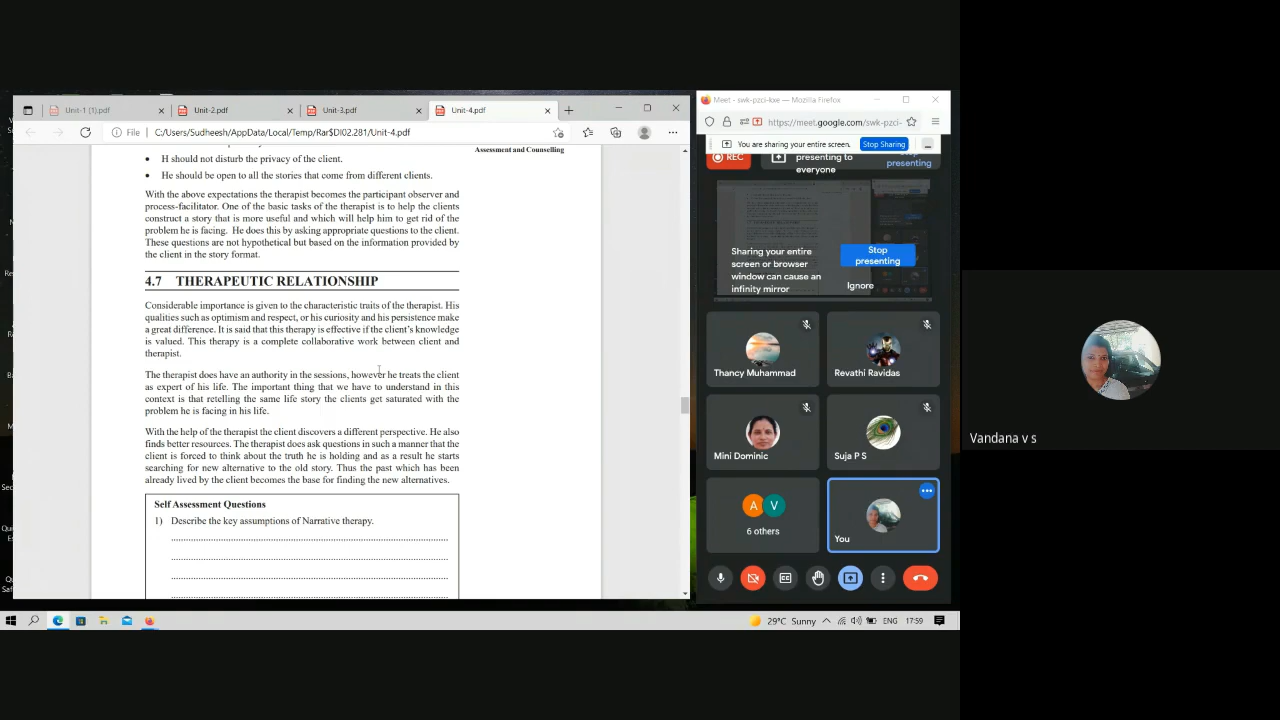 Unit-1 (1).pdf
Unit-2.pdf
Unit-3.pdf
Unit-4.pdf
File
C:/Users/Sudheesh/AppData/Local/Temp/Rar$DI02.281/Unit-4.pdf
Assessment and Counselling
• H should not disturb the privacy of the client.
• He should be open to all the stories that come from different clients.
With the above expectations the therapist becomes the participant observer and
process-facilitator. One of the basic tasks of the therapist is to help the clients
construct a story that is more useful and which will help him to get rid of the
problem he is facing. He does this by asking appropriate questions to the client.
These questions are not hypothetical but based on the information provided by
the client in the story format.
4.7 THERAPEUTIC RELATIONSHIP
Considerable importance is given to the characteristic traits of the therapist. His
qualities such as optimism and respect, or his curiosity and his persistence make
a great difference. It is said that this therapy is effective if the client's knowledge
is valued. This therapy is a complete collaborative work between client and
therapist.
The therapist does have an authority in the sessions, however he treats the client
as expert of his life. The important thing that we have to understand in this
context is that retelling the same life story the clients get saturated with the
problem he is facing in his life.
With the help of the therapist the client discovers a different perspective. He also
finds better resources. The therapist does ask questions in such a manner that the
client is forced to think about the truth he is holding and as a result he starts
searching for new alternative to the old story. Thus the past which has been
already lived by the client becomes the base for finding the new alternatives.
Self Assessment Questions
1) Describe the key assumptions of Narrative therapy.
Meet - swk-pzci-kxe — Mozilla Firefox
https://meet.google.com/swk-pzci-
You are sharing your entire screen.
Stop Sharing
REC
presenting to
everyone
Stop
presenting
Sharing your entire
screen or browser
window can cause an
infinity mirror
Stop
presenting
Ignore
Thancy Muhammad
Revathi Ravidas
Mini Dominic
Suja P S
A
V
6 others
You
29°C Sunny
ENG
17:59
Vandana v s